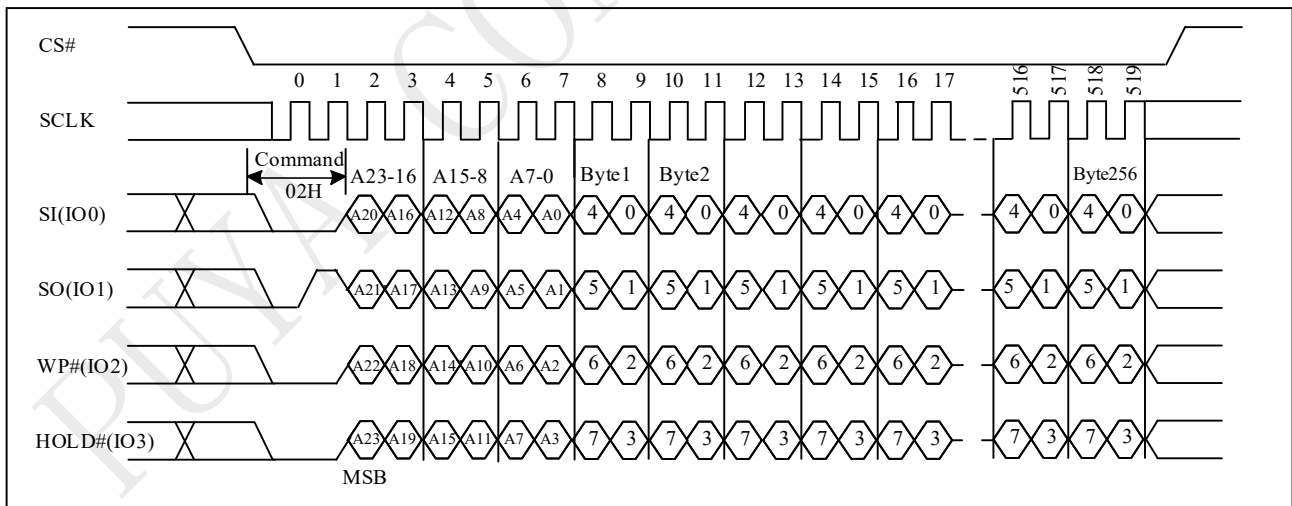 CS#
0 1 2 3 4 5 6 7 8 9 10 11 12 13 14 15 16 17 516 517 518 519
SCLK
Command
02H
A23-16 A15-8 A7-0 Byte1 Byte2 Byte256
SI(IO0) A20 A16 A12 A8 A4 A0 4 0 4 0 4 0 4 0 4 0 4 0 4 0
SO(IO1) A21 A17 A13 A9 A5 A1 5 1 5 1 5 1 5 1 5 1 5 1 5 1
WP#(IO2) A22 A18 A14 A10 A6 A2 6 2 6 2 6 2 6 2 6 2 6 2 6 2
HOLD#(IO3) A23 A19 A15 A11 A7 A3 7 3 7 3 7 3 7 3 7 3 7 3 7 3
MSB